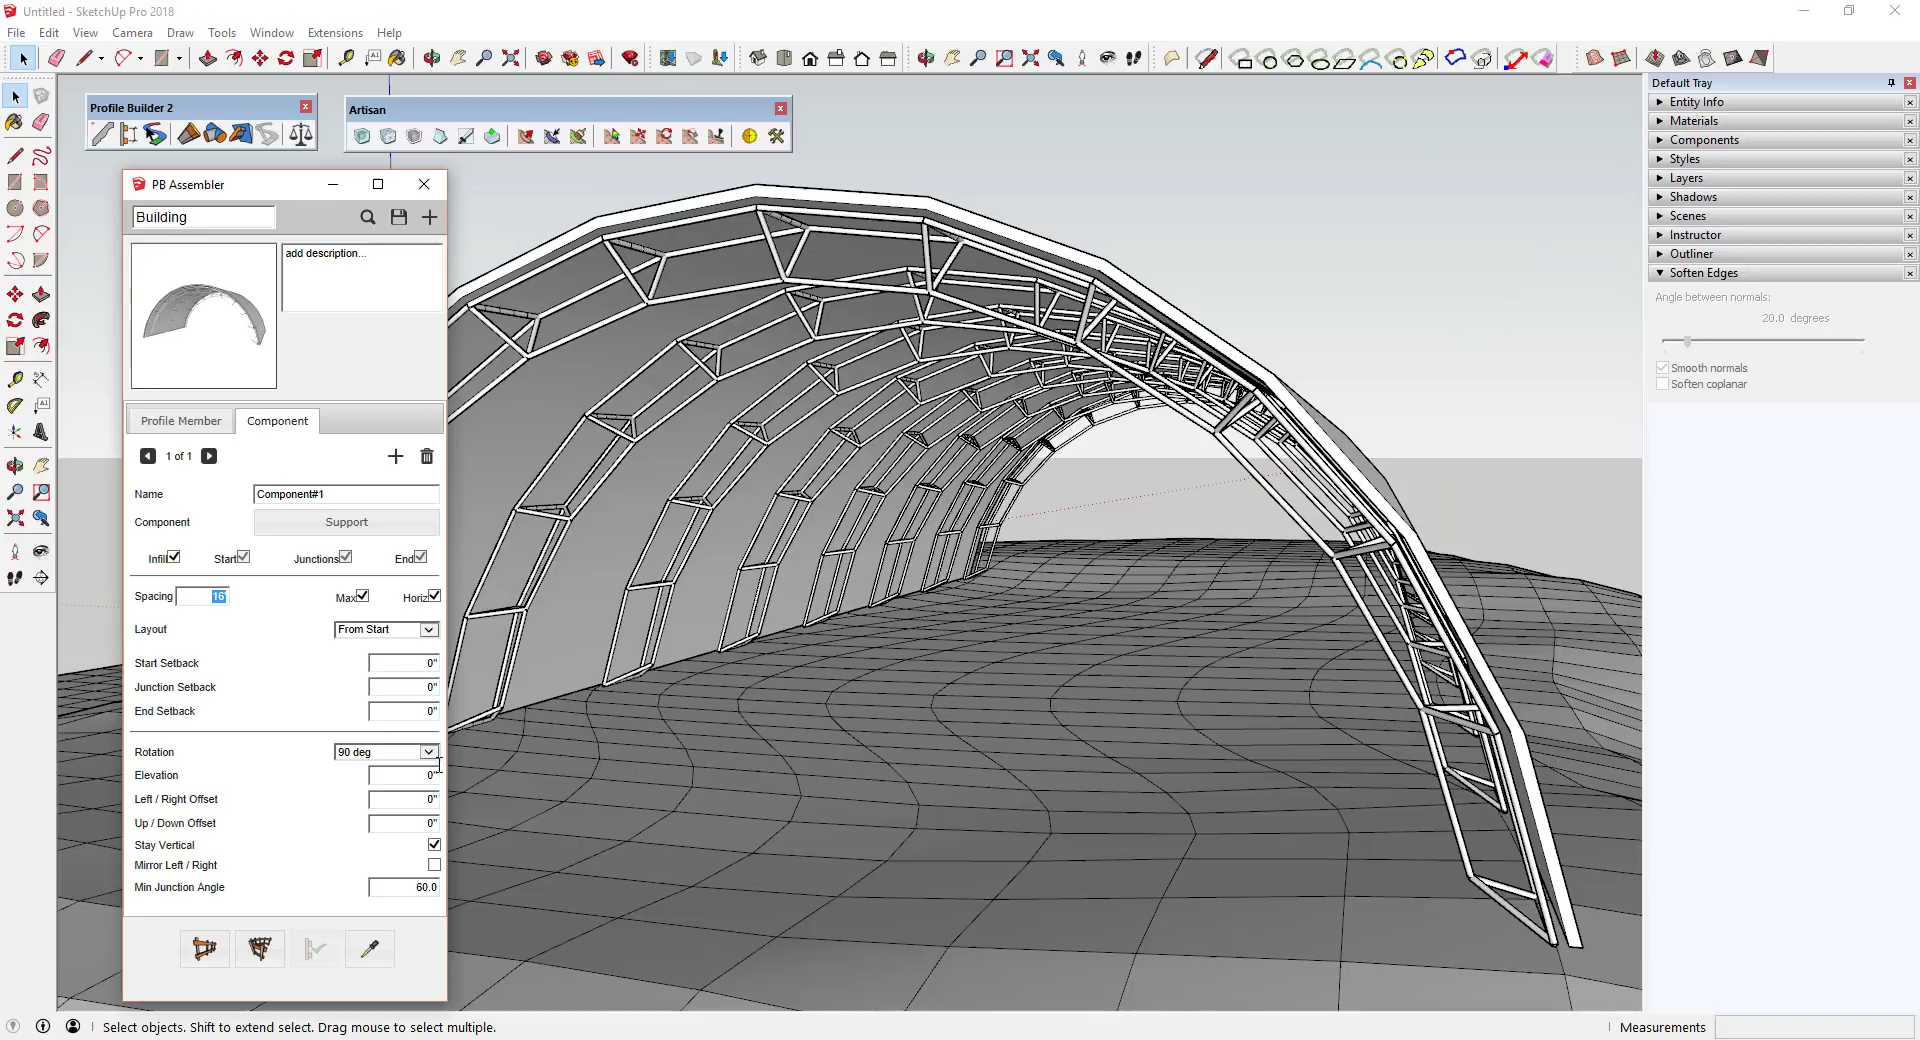 Untitled - SketchUp Pro 2018
File Edit View Camera Draw Tools Window Extensions Help
Profile Builder 2
Artisan
PB Assembler
Building
add description...
Profile Member Component
1 of 1
Name Component#1
Component Support
Infill Start Junctions End
Spacing 16' Max Horiz
Layout From Start
Start Setback 0"
Junction Setback 0"
End Setback 0"
Rotation 90 deg
Elevation 0"
Left / Right Offset 0"
Up / Down Offset 0"
Stay Vertical
Mirror Left / Right
Min Junction Angle 60.0
Default Tray
Entity Info
Materials
Components
Styles
Layers
Shadows
Scenes
Instructor
Outliner
Soften Edges
Angle between normals:
20.0 degrees
Smooth normals
Soften coplanar
Select objects. Shift to extend select. Drag mouse to select multiple.
Measurements